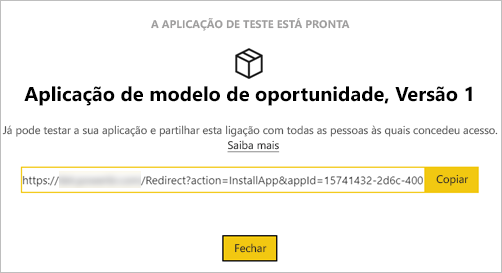 A APLICAÇÃO DE TESTE ESTÁ PRONTA
Aplicação de modelo de oportunidade, Versão 1
Já pode testar a sua aplicação e partilhar esta ligação com todas as pessoas às quais concedeu acesso.
Saiba mais
https:// /Redirect?action=InstallApp&appId=15741432-2d6c-400 Copiar
Fechar